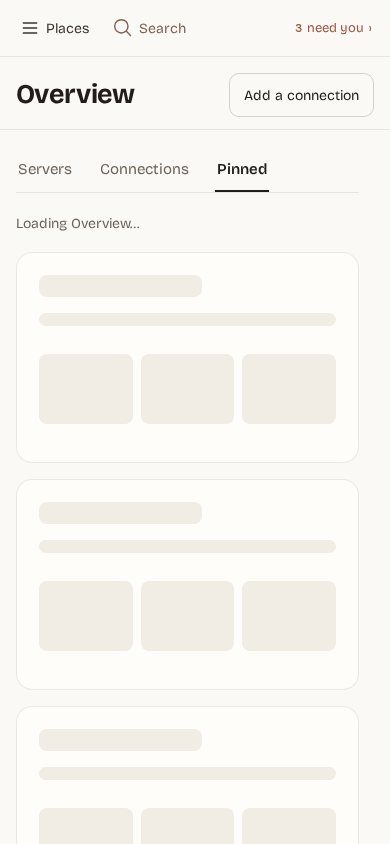 Places
Search
3 need you ›
Overview
Add a connection
Servers
Connections
Pinned
Loading Overview...